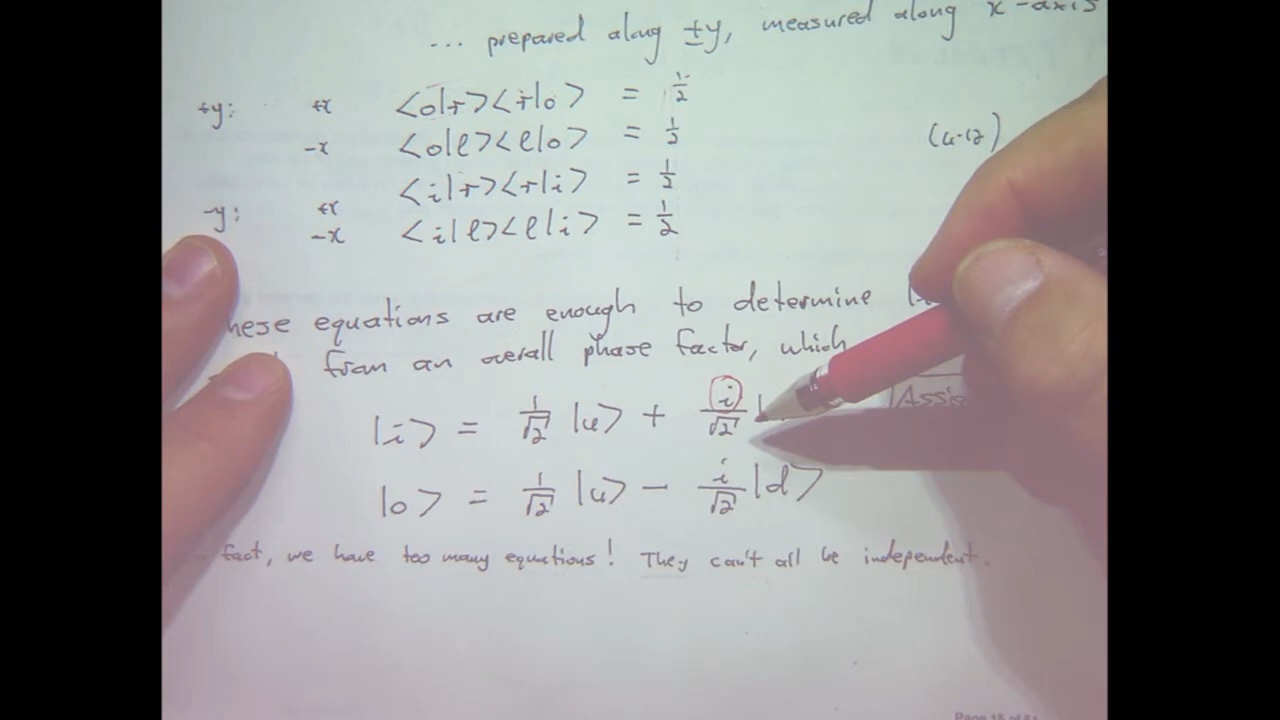 ... prepared along ±y, measured along x-axis
+y: +x <o|r><r|o> = 1/2
-x <o|l><l|o> = 1/2 (4-12)
<i|r><r|i> = 1/2
-y: +x
-x <i|l><l|i> = 1/2
hese equations are enough to determine
from an overall phase factor, which
|i> = 1/√2 |u> + i/√2 |
Assi
|o> = 1/√2 |u> - i/√2 |d>
fact, we have too many equations! They can't all be independent.